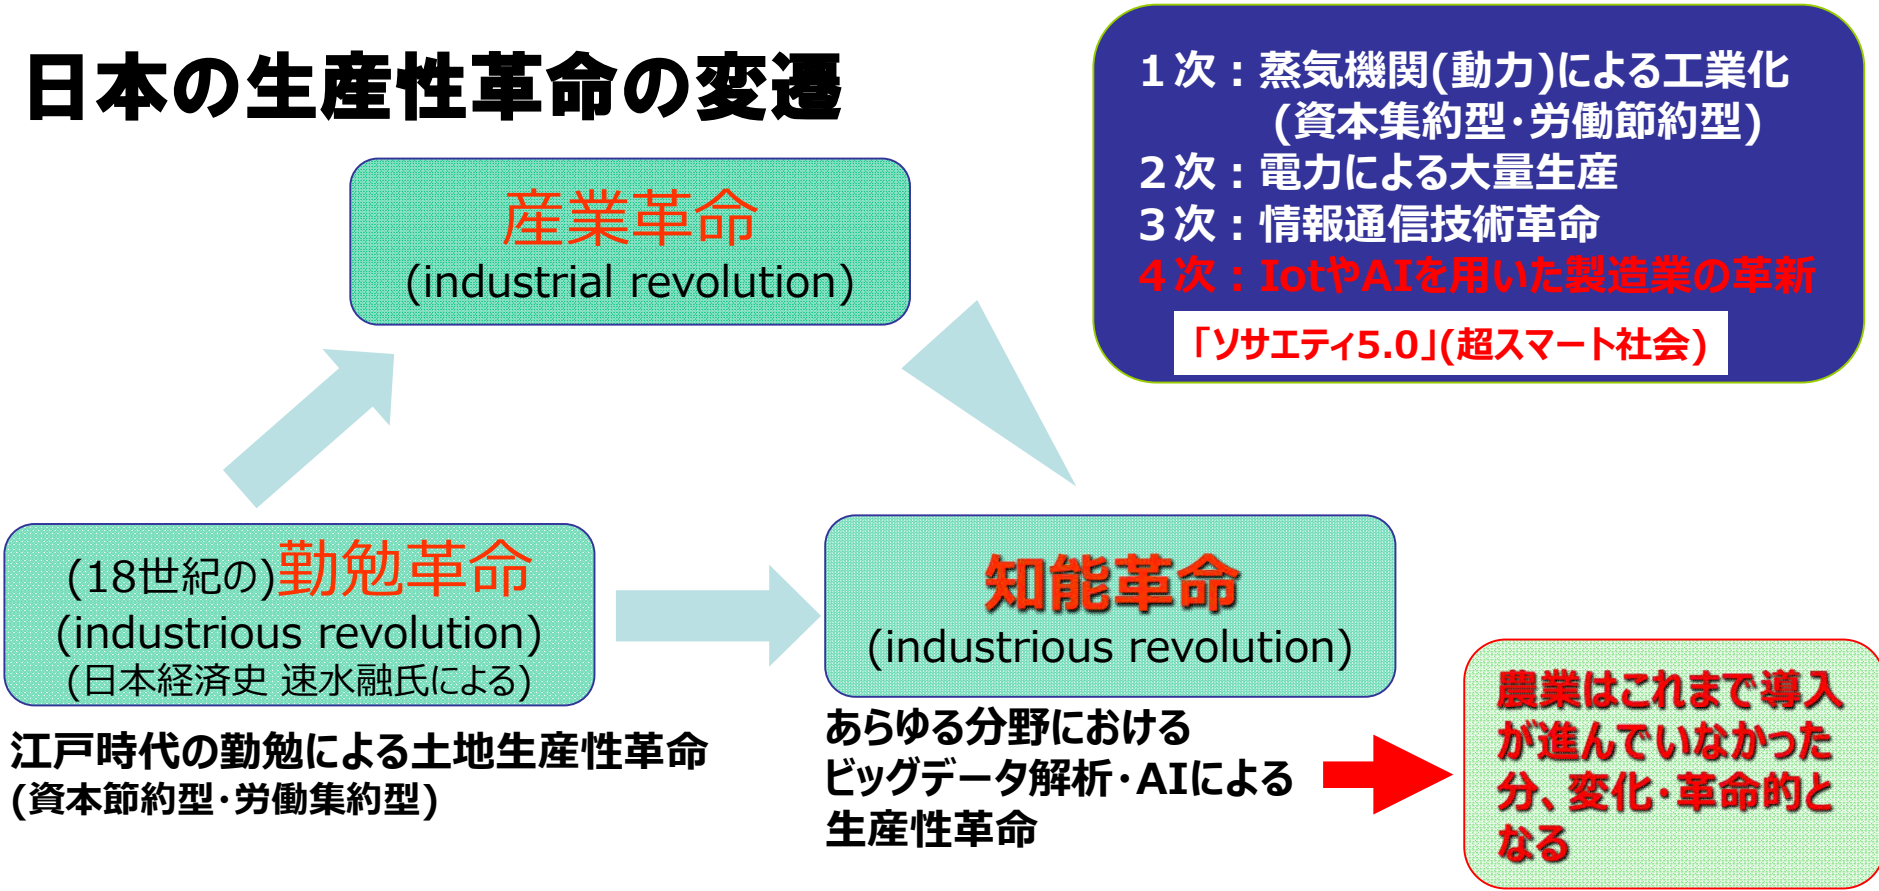 日本の生産性革命の変遷
１次：蒸気機関(動力)による工業化
(資本集約型・労働節約型)
２次：電力による大量生産
３次：情報通信技術革命
４次：IotやAIを用いた製造業の革新
「ソサエティ5.0」(超スマート社会)
産業革命
(industrial revolution)
(18世紀の)勤勉革命
(industrious revolution)
(日本経済史 速水融氏による)
江戸時代の勤勉による土地生産性革命
(資本節約型・労働集約型)
知能革命
(industrious revolution)
あらゆる分野における
ビッグデータ解析・AIによる
生産性革命
農業はこれまで導入
が進んでいなかった
分、変化・革命的と
なる